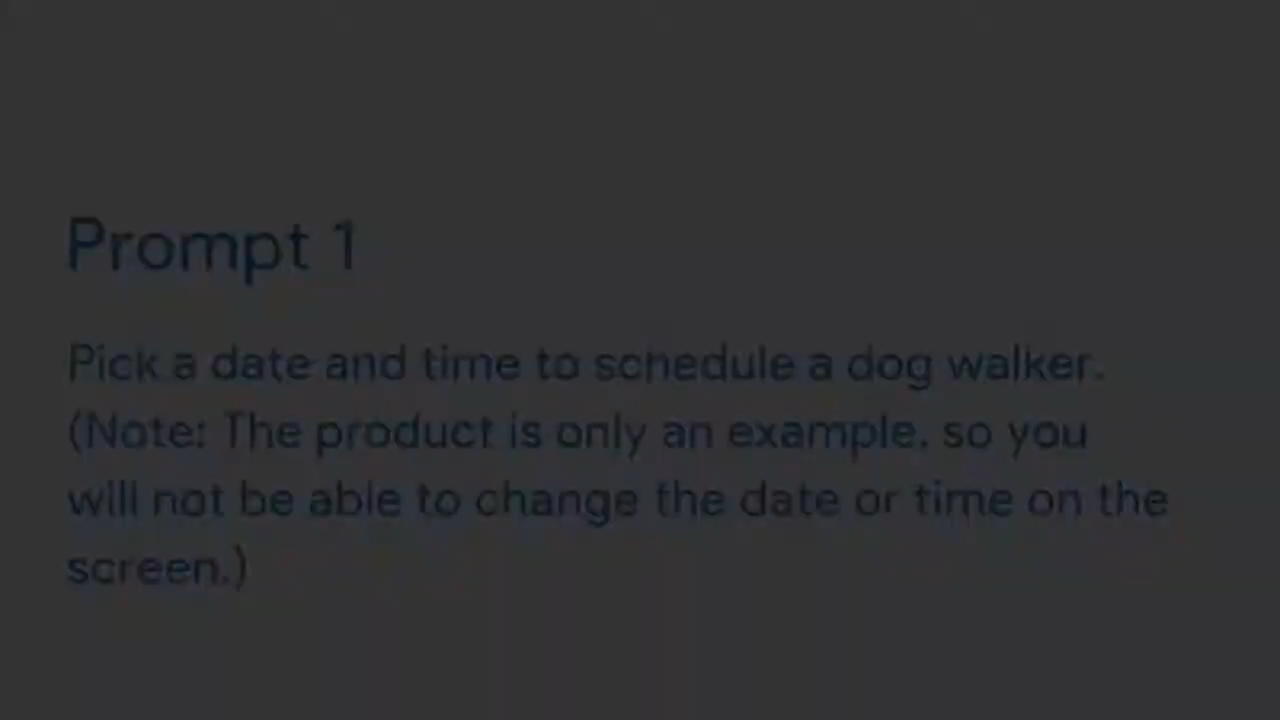 Prompt 1
Pick a date and time to schedule a dog walker.
(Note: The product is only an example, so you
will not be able to change the date or time on the
screen.)